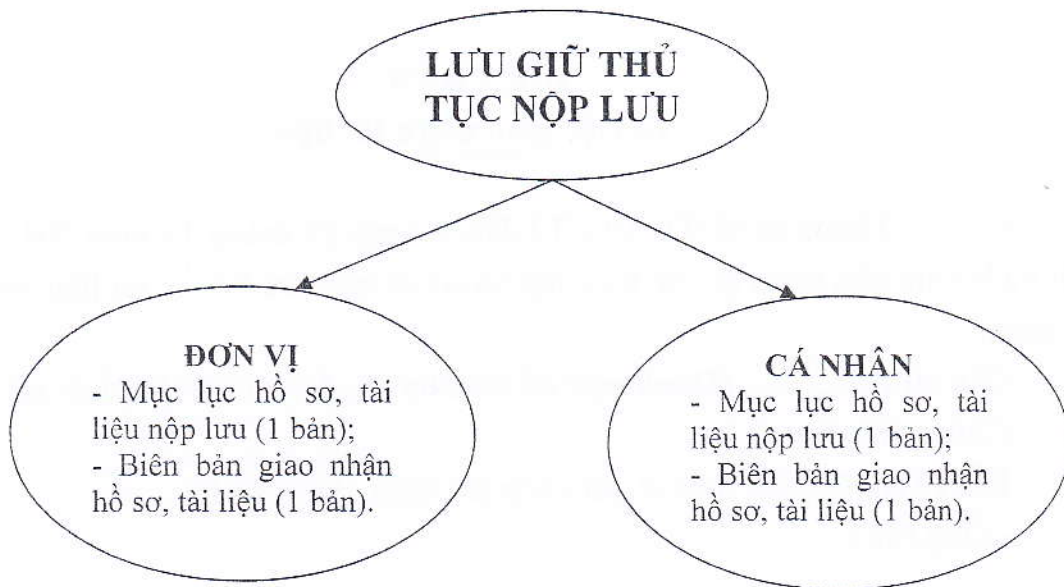 LƯU GIỮ THỦ
TỤC NỘP LƯU
ĐƠN VỊ
- Mục lục hồ sơ, tài
liệu nộp lưu (1 bản);
- Biên bản giao nhận
hồ sơ, tài liệu (1 bản).
CÁ NHÂN
- Mục lục hồ sơ, tài
liệu nộp lưu (1 bản);
- Biên bản giao nhận
hồ sơ, tài liệu (1 bản).